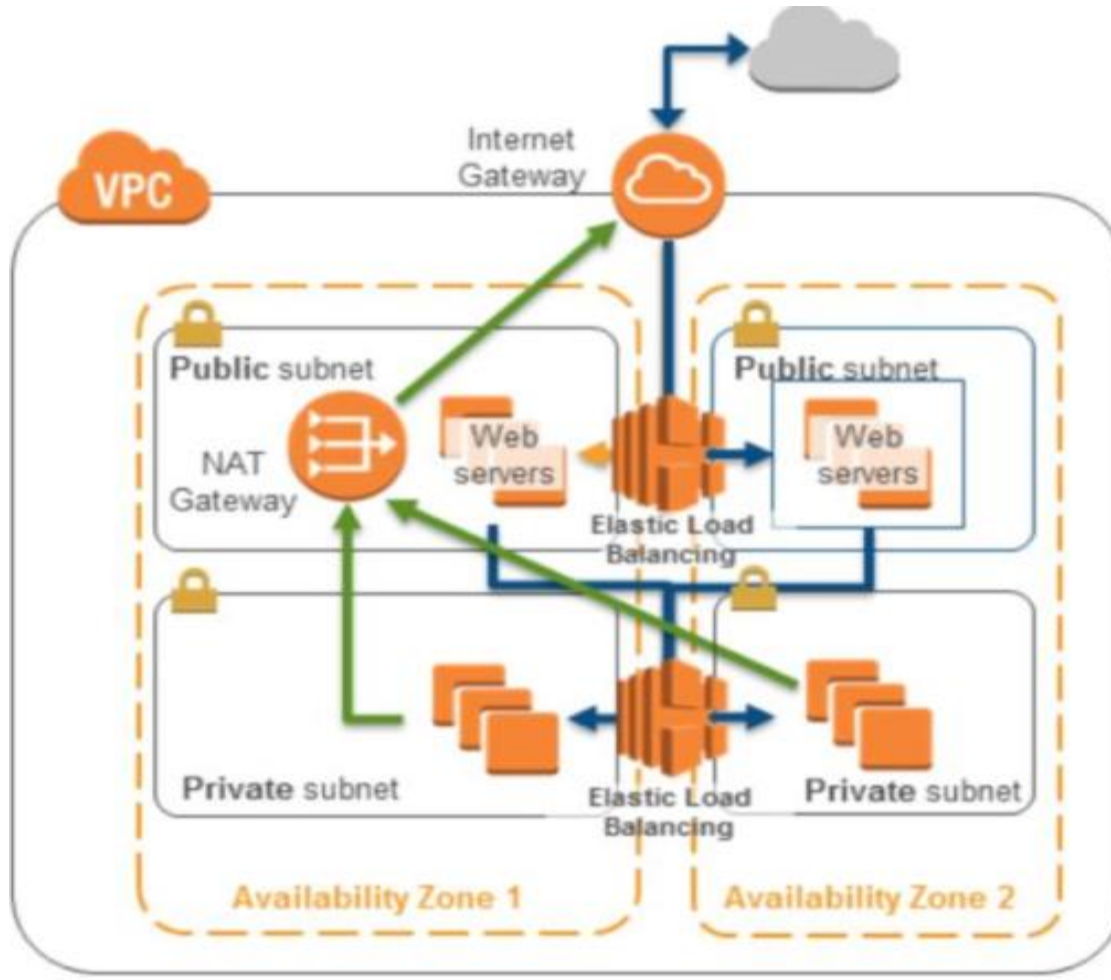 Internet
Gateway
VPC
Public subnet
Public subnet
NAT
Gateway
Web
servers
Web
servers
Elastic Load
Balancing
Private subnet
Elastic Load
Balancing
Private subnet
Availability Zone 1
Availability Zone 2